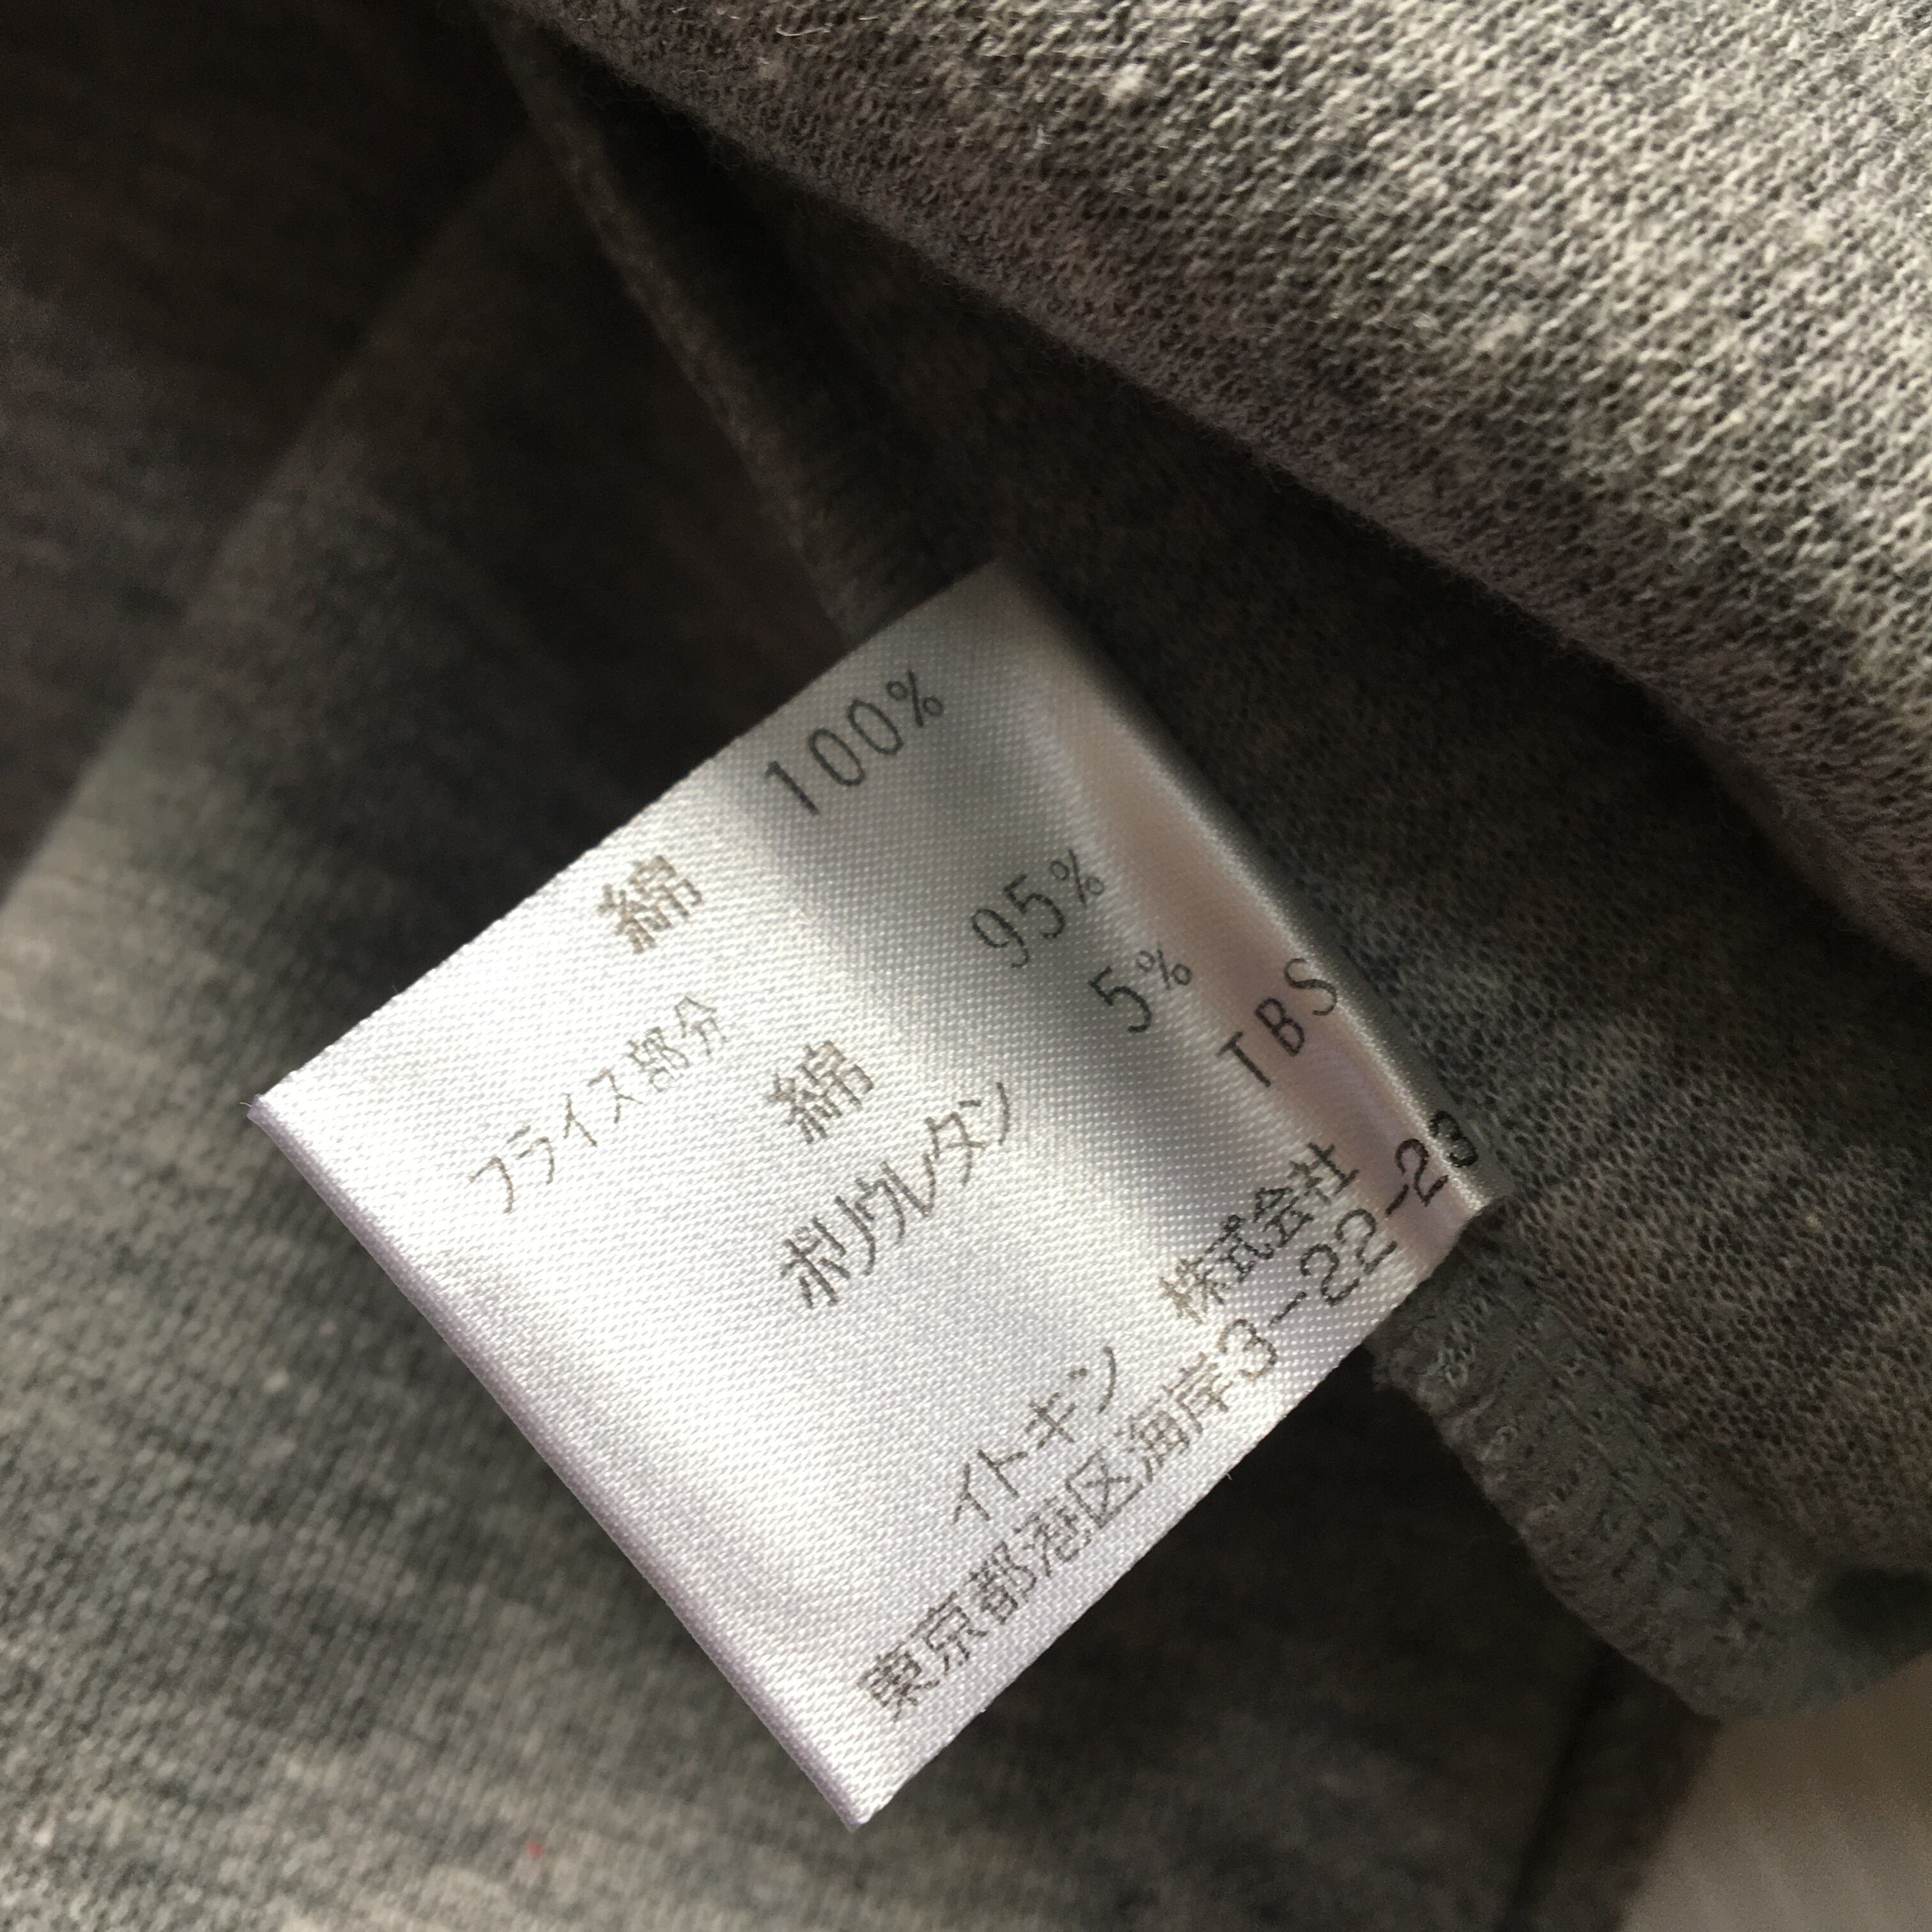 綿 100%
フライス部分
綿 95%
ポリウレタン 5%
TBS
イトキン 株式会社
東京都港区海岸3-22-23